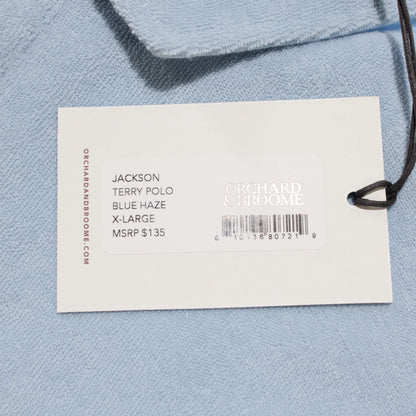 ORCHARDANDBROOME.COM
JACKSON
TERRY POLO
BLUE HAZE
X-LARGE
MSRP $135
ORCHARD
&BROOME
6 10136 80721 9